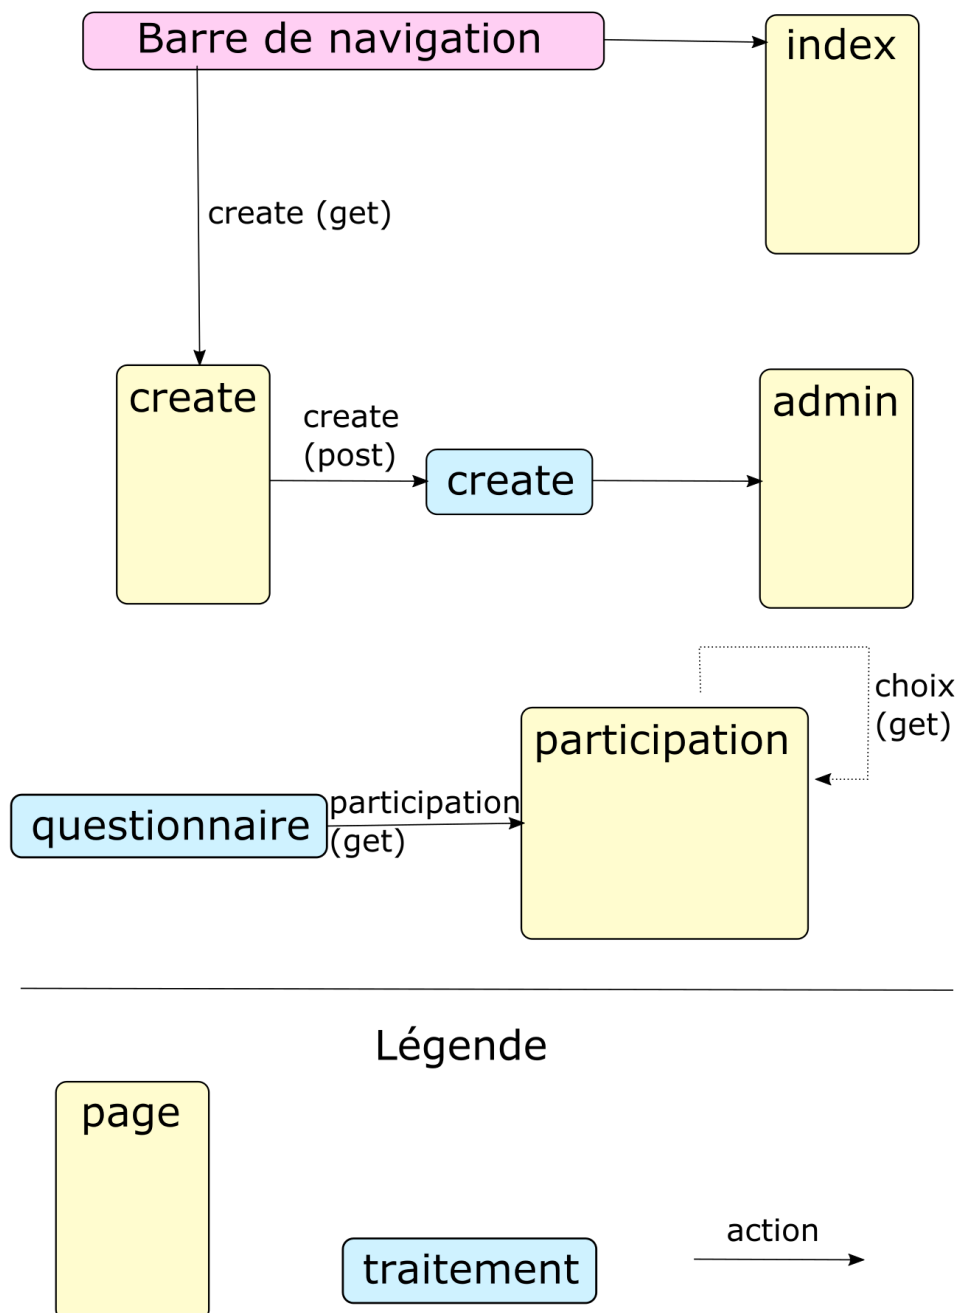 Barre de navigation
index
create (get)
create
create
(post)
create
admin
choix
(get)
participation
participation
(get)
questionnaire
Légende
page
action
traitement